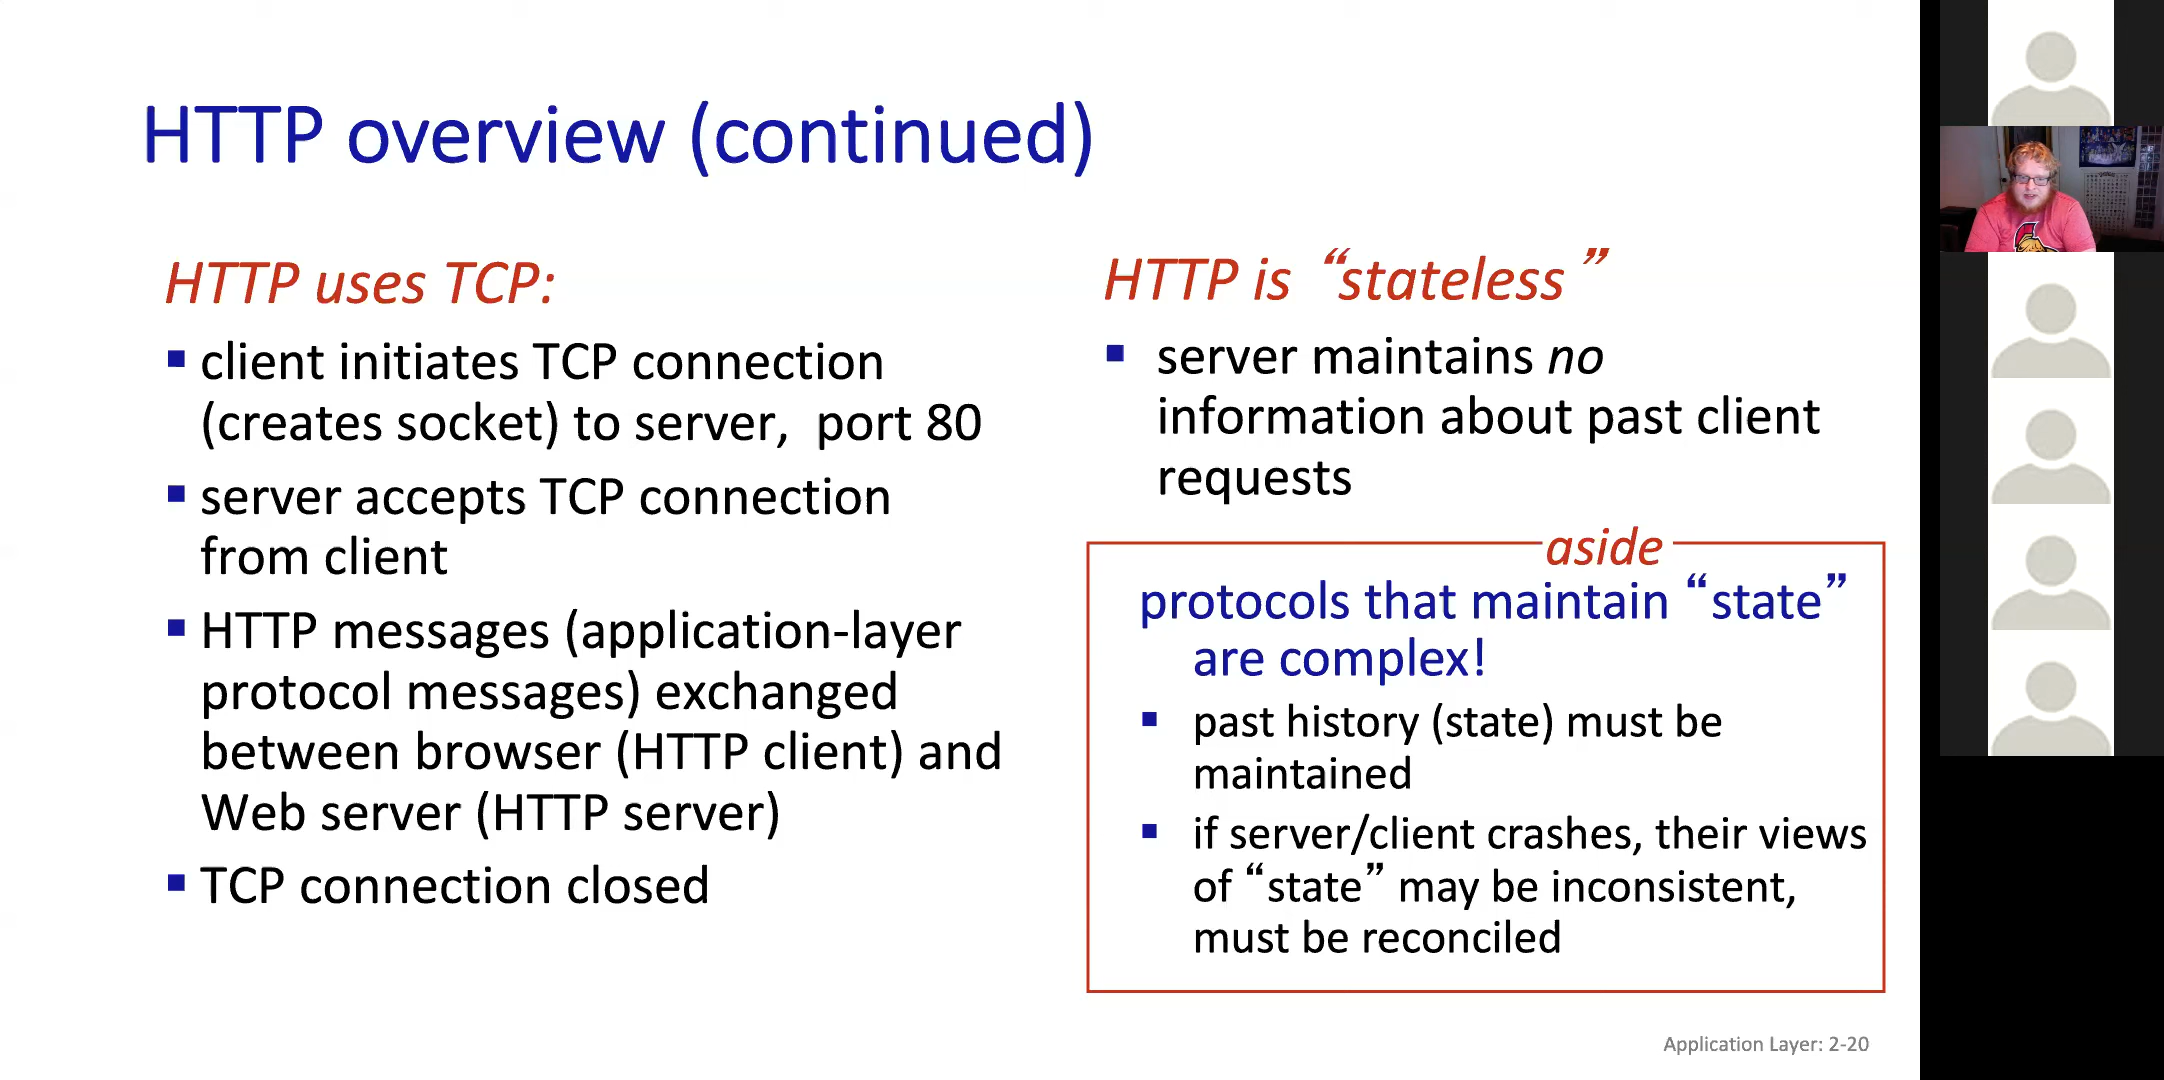 HTTP overview (continued)
HTTP uses TCP:
▪ client initiates TCP connection
(creates socket) to server,  port 80
▪ server accepts TCP connection
from client
▪ HTTP messages (application-layer
protocol messages) exchanged
between browser (HTTP client) and
Web server (HTTP server)
▪ TCP connection closed
HTTP is “stateless”
▪ server maintains no
information about past client
requests
aside
protocols that maintain “state”
are complex!
▪ past history (state) must be
maintained
▪ if server/client crashes, their views
of “state” may be inconsistent,
must be reconciled
Application Layer: 2-20